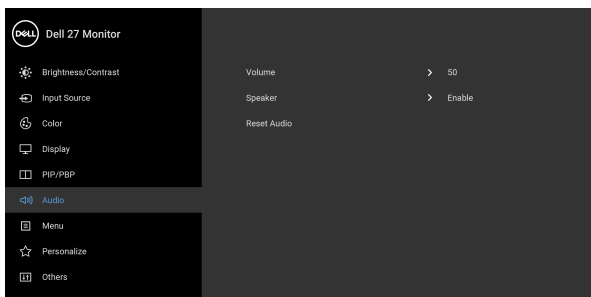 DELL Dell 27 Monitor
Brightness/Contrast
Volume 50
Input Source
Speaker Enable
Color
Reset Audio
Display
PIP/PBP
Audio
Menu
Personalize
Others